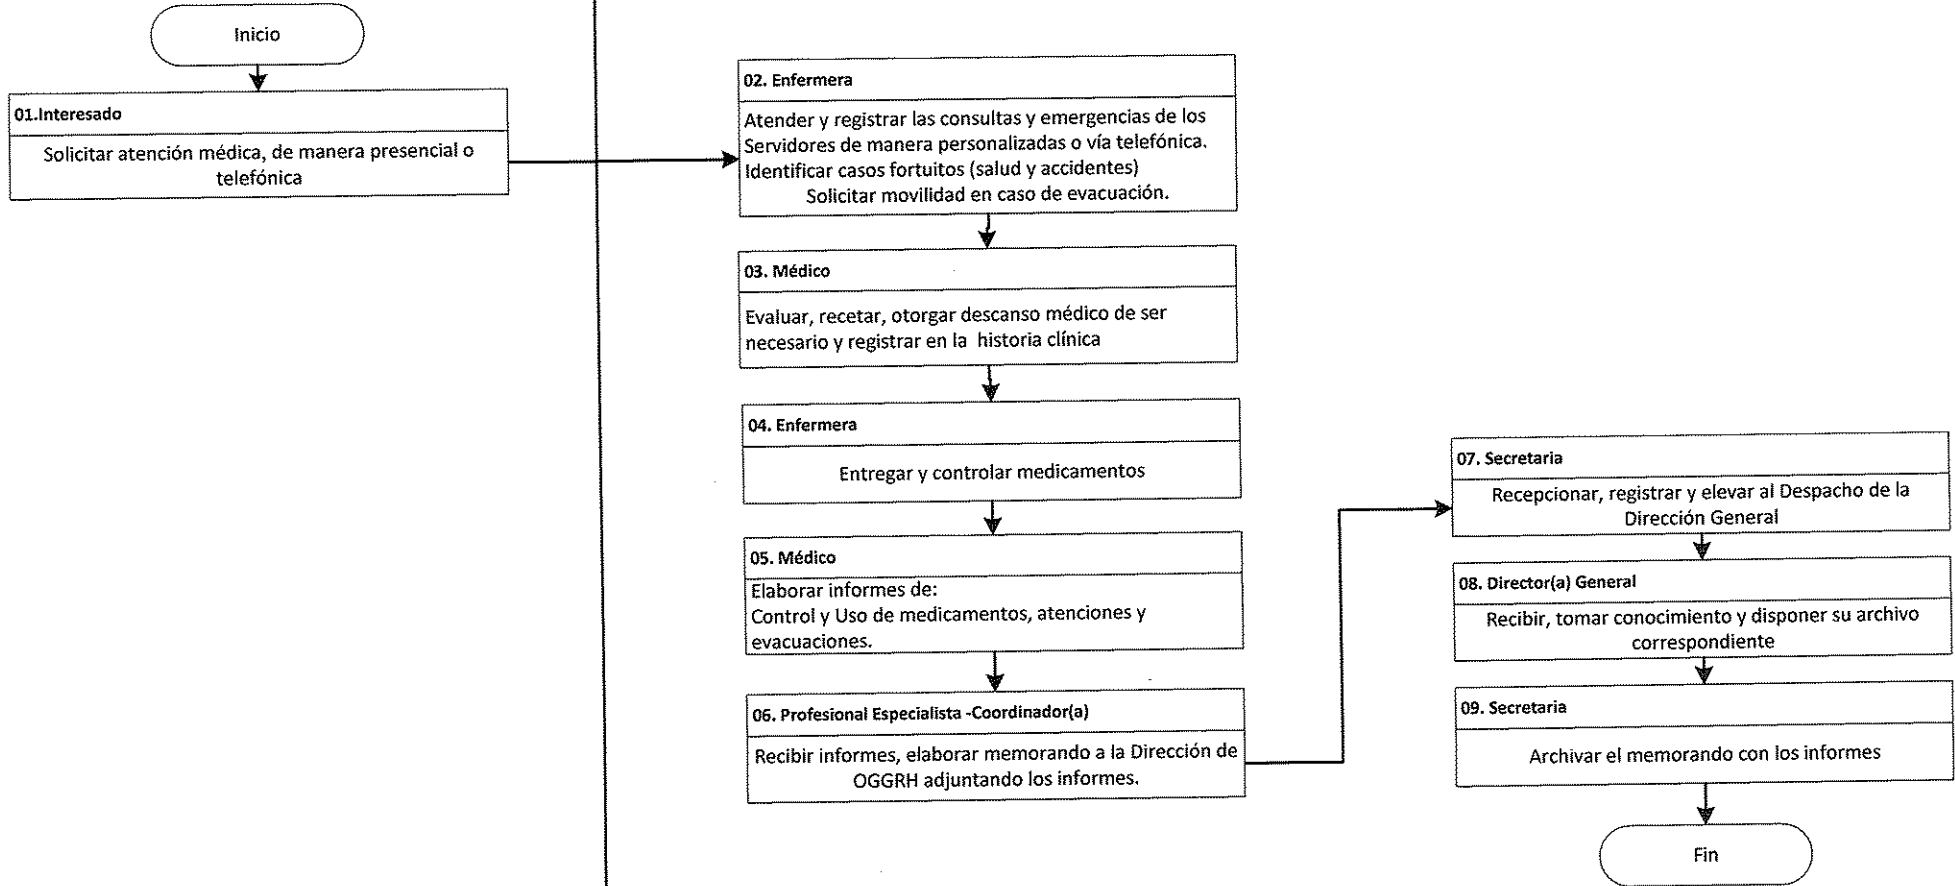 Inicio
01.Interesado
Solicitar atención médica, de manera presencial o
telefónica
02. Enfermera
Atender y registrar las consultas y emergencias de los
Servidores de manera personalizadas o vía telefónica.
Identificar casos fortuitos (salud y accidentes)
Solicitar movilidad en caso de evacuación.
03. Médico
Evaluar, recetar, otorgar descanso médico de ser
necesario y registrar en la historia clínica
04. Enfermera
Entregar y controlar medicamentos
05. Médico
Elaborar informes de:
Control y Uso de medicamentos, atenciones y
evacuaciones.
06. Profesional Especialista -Coordinador(a)
Recibir informes, elaborar memorando a la Dirección de
OGGRH adjuntando los informes.
07. Secretaria
Recepcionar, registrar y elevar al Despacho de la
Dirección General
08. Director(a) General
Recibir, tomar conocimiento y disponer su archivo
correspondiente
09. Secretaria
Archivar el memorando con los informes
Fin